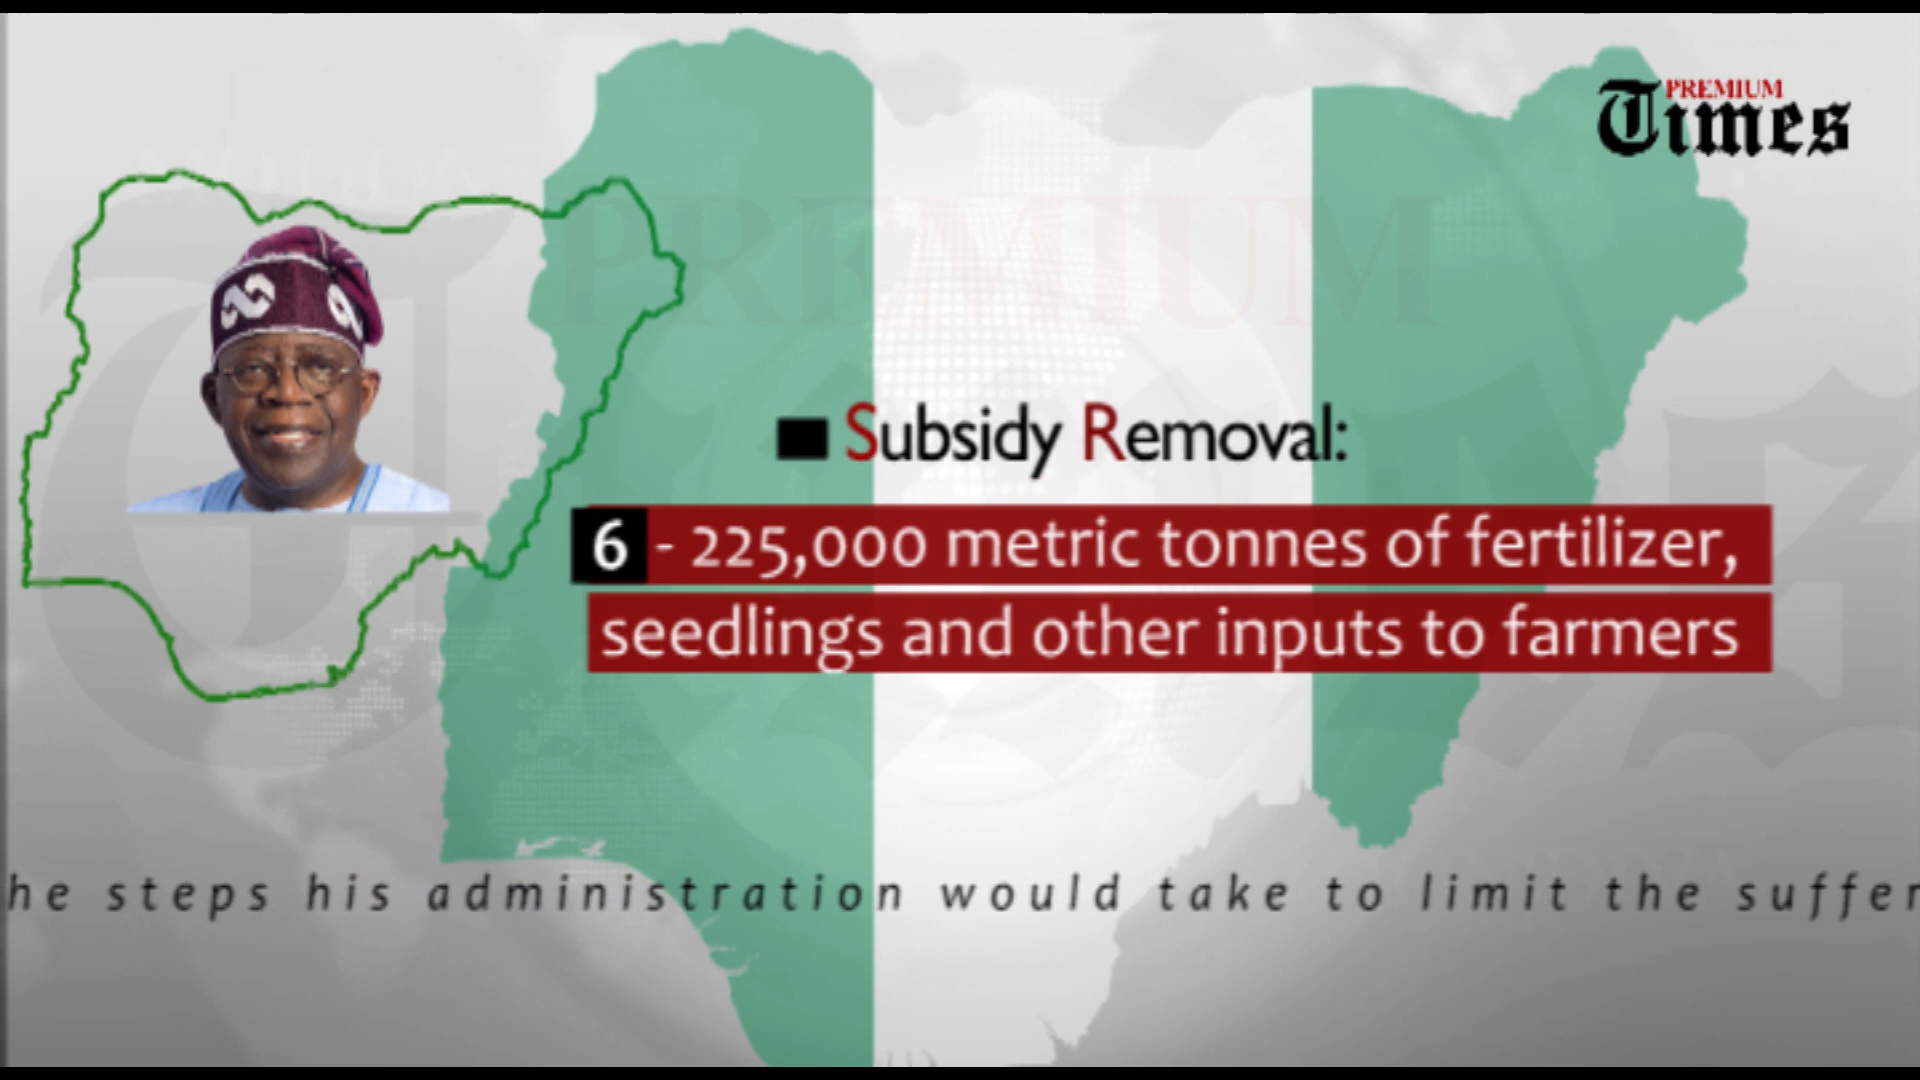 PREMIUM
Times
PREMIUM
Subsidy Removal:
6 - 225,000 metric tonnes of fertilizer,
seedlings and other inputs to farmers
he steps his administration would take to limit the suffer